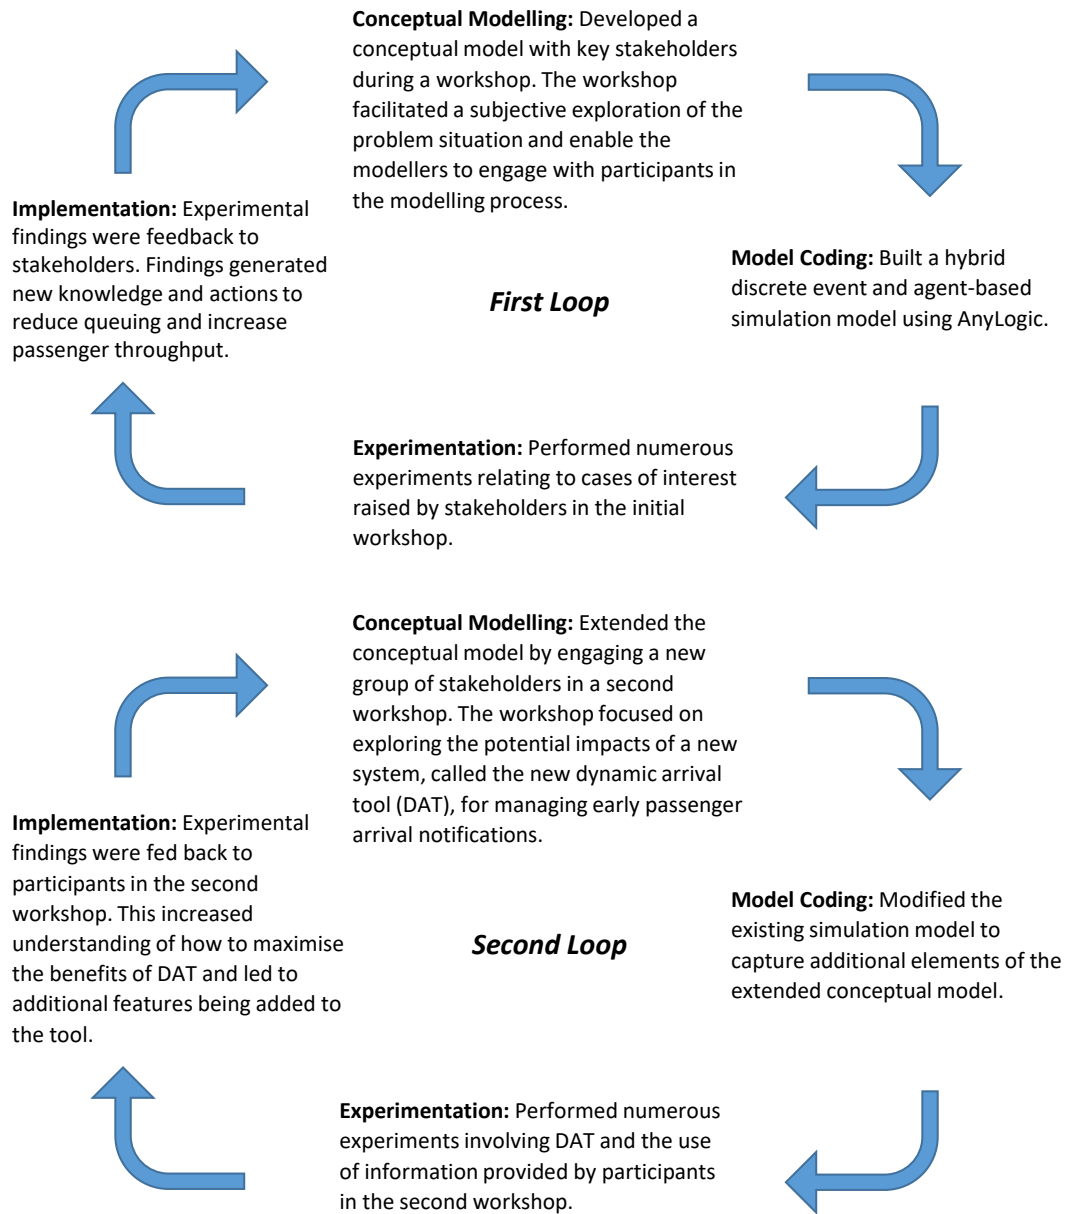 Conceptual Modelling: Developed a
conceptual model with key stakeholders
during a workshop. The workshop
facilitated a subjective exploration of the
problem situation and enable the
modellers to engage with participants in
the modelling process.
Implementation: Experimental
findings were feedback to
stakeholders. Findings generated
new knowledge and actions to
reduce queuing and increase
passenger throughput.
First Loop
Model Coding: Built a hybrid
discrete event and agent-based
simulation model using AnyLogic.
Experimentation: Performed numerous
experiments relating to cases of interest
raised by stakeholders in the initial
workshop.
Conceptual Modelling: Extended the
conceptual model by engaging a new
group of stakeholders in a second
workshop. The workshop focused on
exploring the potential impacts of a new
system, called the new dynamic arrival
tool (DAT), for managing early passenger
arrival notifications.
Implementation: Experimental
findings were fed back to
participants in the second
workshop. This increased
understanding of how to maximise
the benefits of DAT and led to
additional features being added to
the tool.
Second Loop
Model Coding: Modified the
existing simulation model to
capture additional elements of the
extended conceptual model.
Experimentation: Performed numerous
experiments involving DAT and the use
of information provided by participants
in the second workshop.